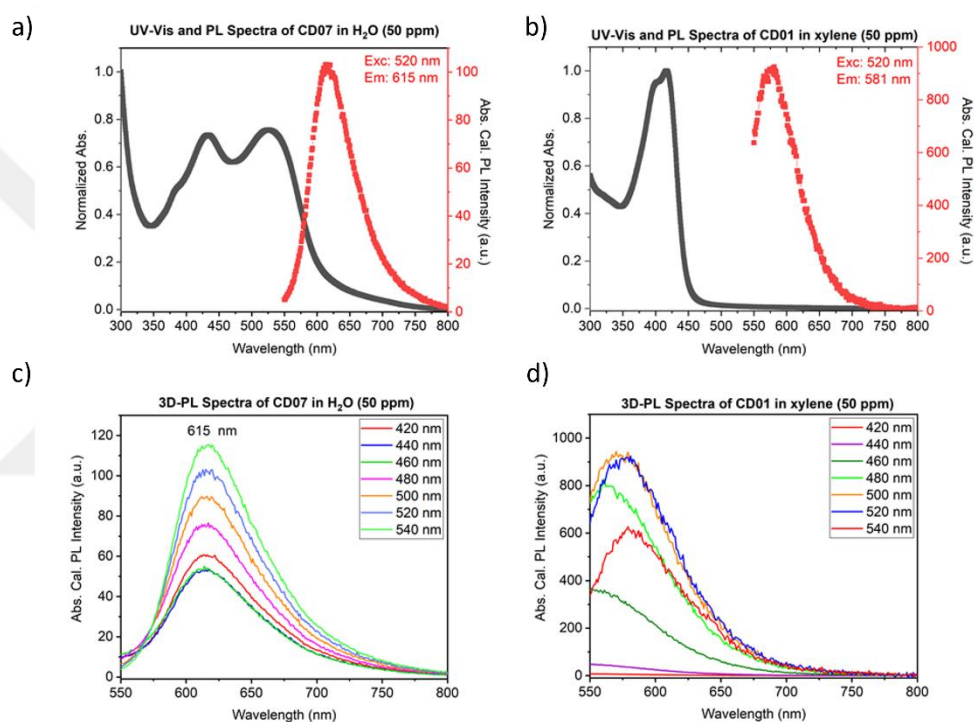 a)
UV-Vis and PL Spectra of CD07 in H₂O (50 ppm)
Exc: 520 nm
Em: 615 nm
Normalized Abs.
1.0
0.8
0.6
0.4
0.2
0.0
100
80
60
40
20
0
Abs. Cal. PL Intensity (a.u.)
300 350 400 450 500 550 600 650 700 750 800
Wavelength (nm)
b)
UV-Vis and PL Spectra of CD01 in xylene (50 ppm)
Exc: 520 nm
Em: 581 nm
Normalized Abs.
1.0
0.8
0.6
0.4
0.2
0.0
1000
900
750
600
450
300
150
0
Abs. Cal. PL Intensity (a.u.)
300 350 400 450 500 550 600 650 700 750 800
Wavelength (nm)
c)
3D-PL Spectra of CD07 in H₂O (50 ppm)
615 nm
420 nm
440 nm
460 nm
480 nm
500 nm
520 nm
540 nm
Abs. Cal. PL Intensity (a.u.)
120
100
80
60
40
20
0
550 600 650 700 750 800
Wavelength (nm)
d)
3D-PL Spectra of CD01 in xylene (50 ppm)
420 nm
440 nm
460 nm
480 nm
500 nm
520 nm
540 nm
Abs. Cal. PL Intensity (a.u.)
1000
800
600
400
200
0
550 600 650 700 750 800
Wavelength (nm)